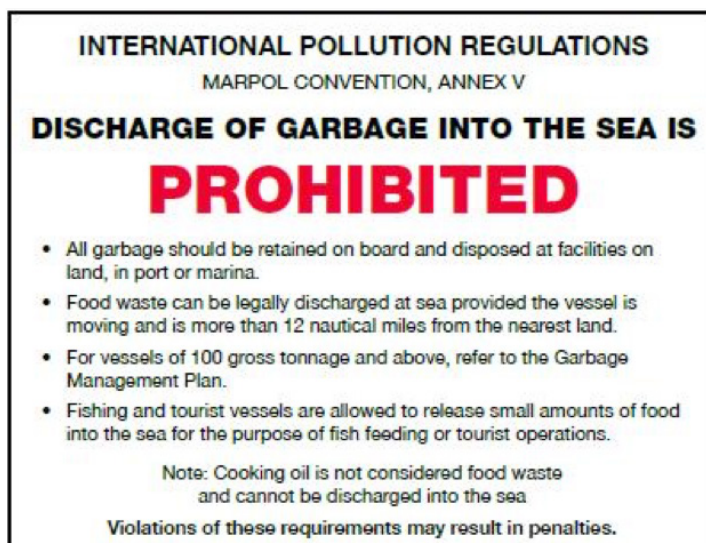 INTERNATIONAL POLLUTION REGULATIONS
MARPOL CONVENTION, ANNEX V
DISCHARGE OF GARBAGE INTO THE SEA IS
PROHIBITED
• All garbage should be retained on board and disposed at facilities on
land, in port or marina.
• Food waste can be legally discharged at sea provided the vessel is
moving and is more than 12 nautical miles from the nearest land.
• For vessels of 100 gross tonnage and above, refer to the Garbage
Management Plan.
• Fishing and tourist vessels are allowed to release small amounts of food
into the sea for the purpose of fish feeding or tourist operations.
Note: Cooking oil is not considered food waste
and cannot be discharged into the sea
Violations of these requirements may result in penalties.